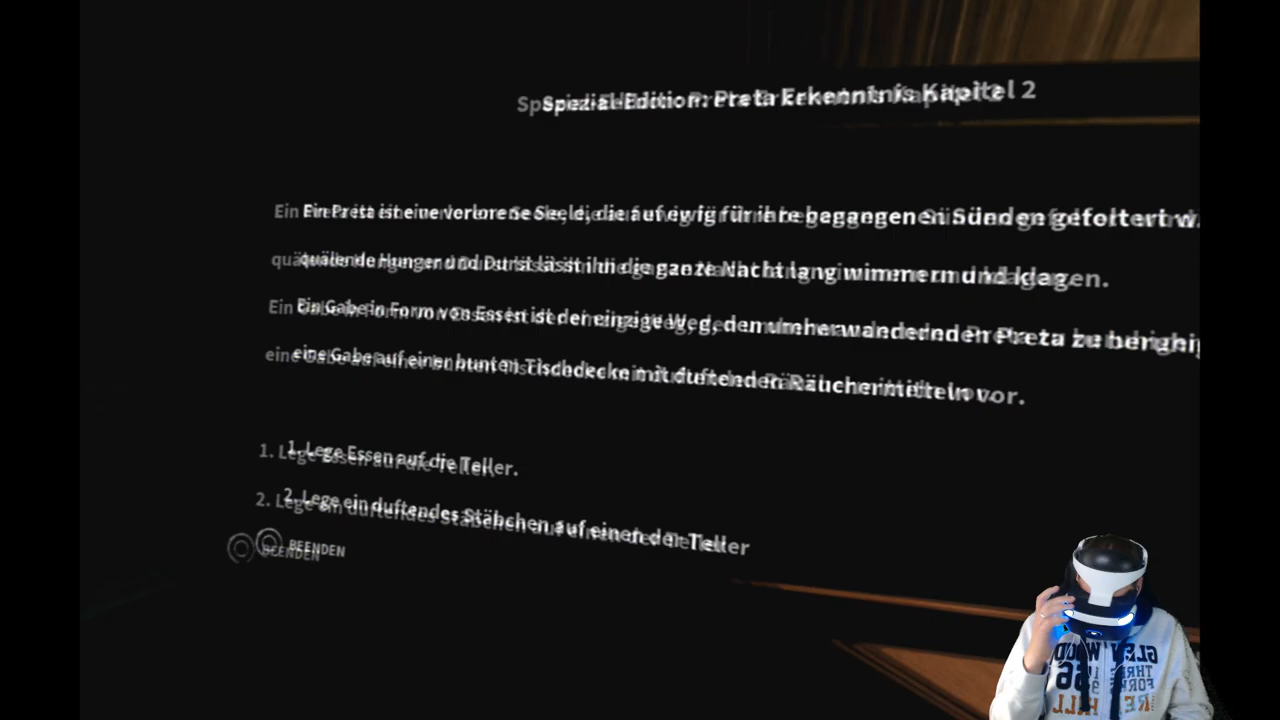 Spezial-Edition: Preta Erkenntnis Kapitel 2
Ein Preta ist eine verlorene Seele, die auf ewig für ihre begangenen Sünden gefoltert
quälende Hunger und Durst lässt ihn die ganze Nacht lang wimmern und klagen.
Ein Gabe in Form von Essen ist der einzige Weg, den umherwandernden Preta zu
eine Gabe auf einer bunten Tischdecke mit duftenden Räuchermitteln vor.
1. Lege Essen auf die Teller.
2. Lege ein duftendes Stäbchen auf einen der Teller
BEENDEN